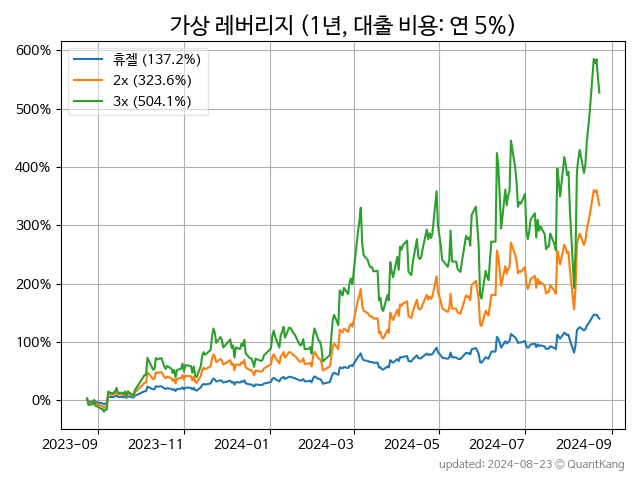 가상 레버리지 (1년, 대출 비용: 연 5%)
휴젤 (137.2%)
2x (323.6%)
3x (504.1%)
600%
500%
400%
300%
200%
100%
0%
2023-09
2023-11
2024-01
2024-03
2024-05
2024-07
2024-09
updated: 2024-08-23 © QuantKang